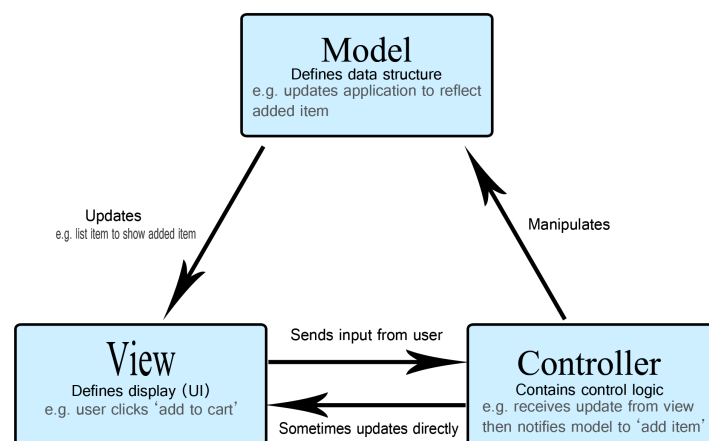 Model
Defines data structure
e.g. updates application to reflect
added item
Updates
e.g. list item to show added item
Manipulates
View
Defines display (UI)
e.g. user clicks ‘add to cart’
Sends input from user
Sometimes updates directly
Controller
Contains control logic
e.g. receives update from view
then notifies model to ‘add item’